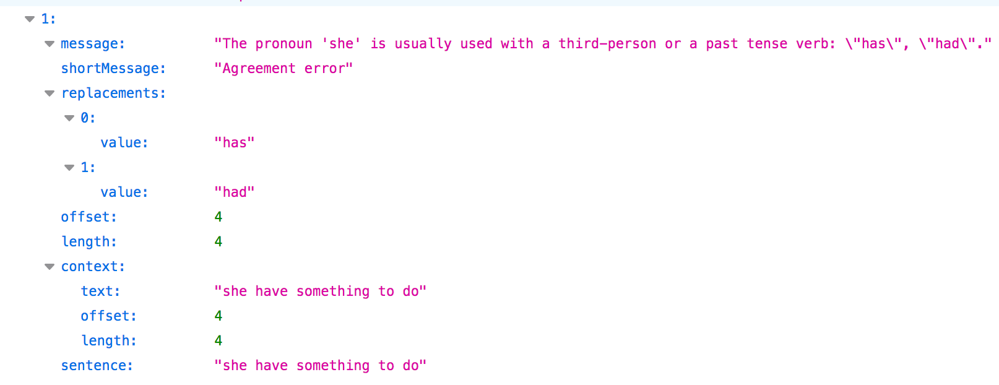 1:
message: "The pronoun 'she' is usually used with a third-person or a past tense verb: \"has\", \"had\"."
shortMessage: "Agreement error"
replacements:
0:
value: "has"
1:
value: "had"
offset: 4
length: 4
context:
text: "she have something to do"
offset: 4
length: 4
sentence: "she have something to do"